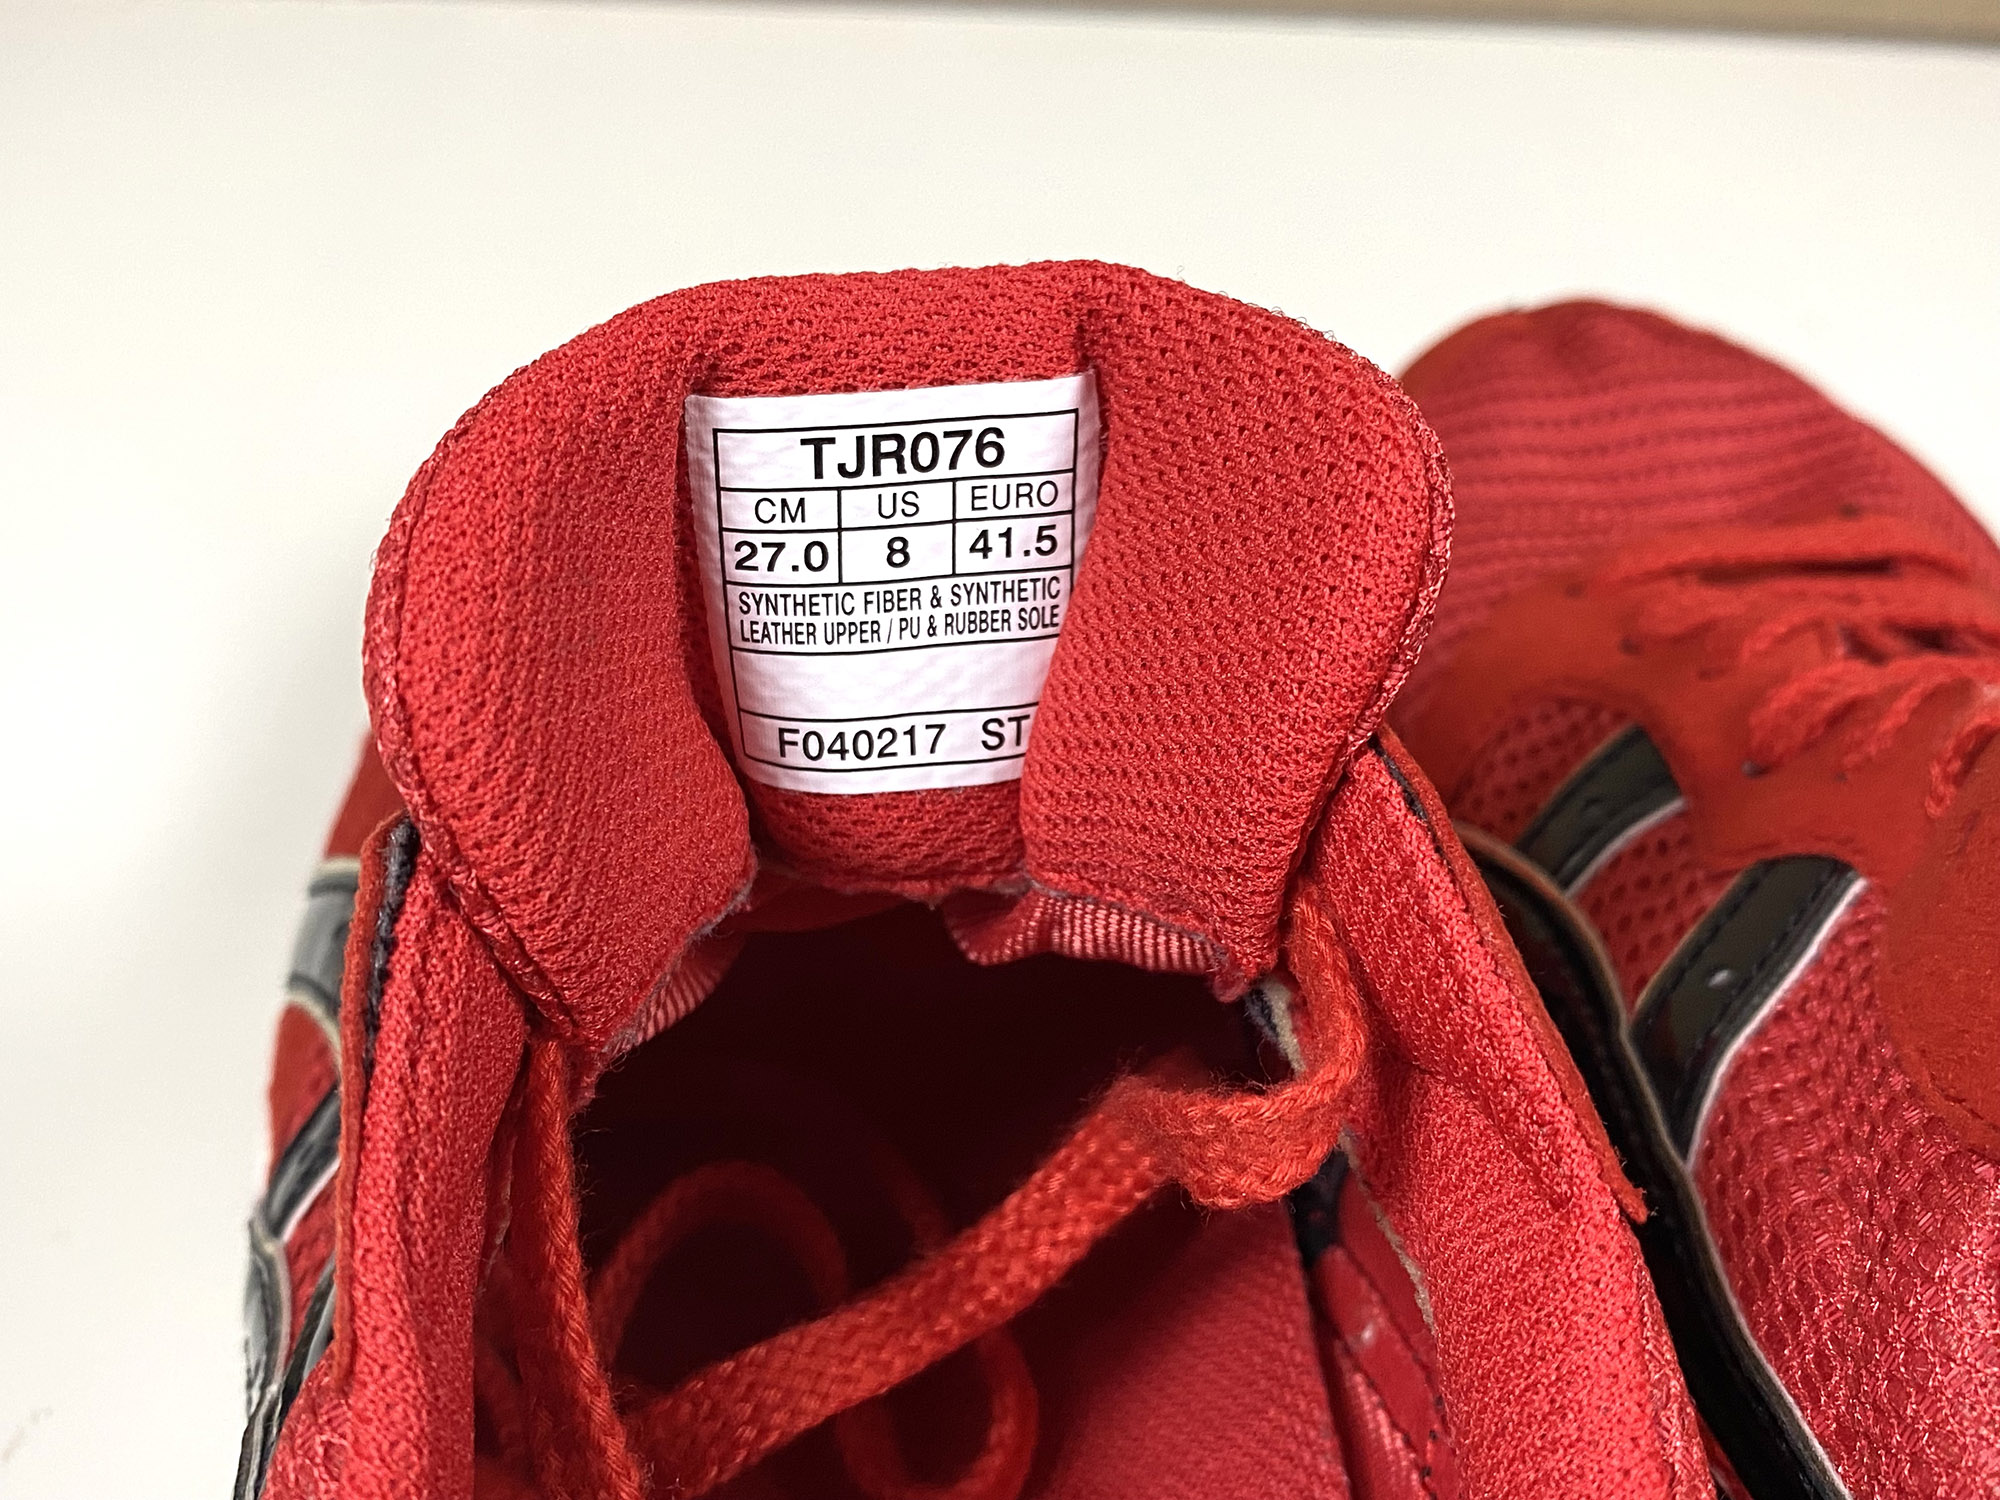 TJR076
CM US EURO
27.0 8 41.5
SYNTHETIC FIBER & SYNTHETIC
LEATHER UPPER / PU & RUBBER SOLE
F040217 ST